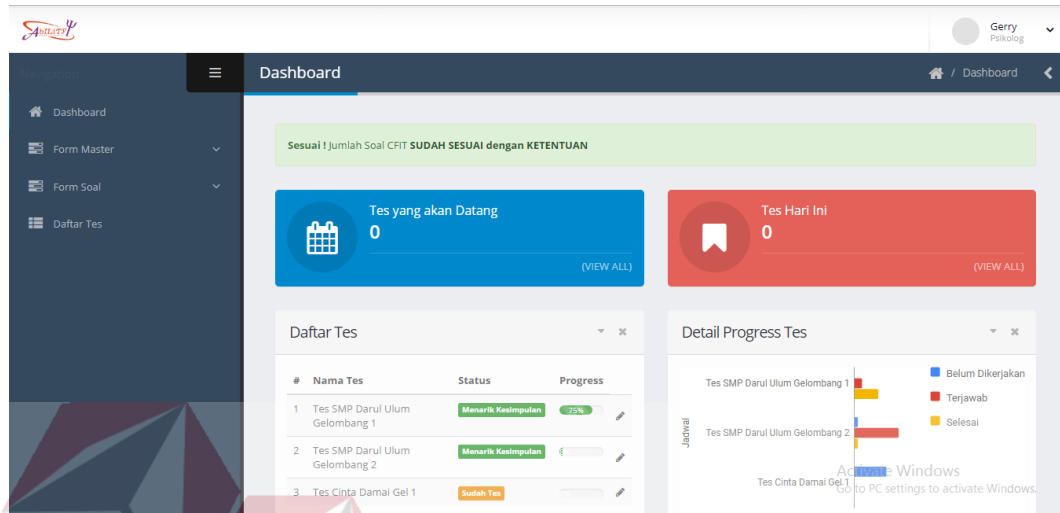 AbiliTPψ
Gerry
Psikolog
Navigation
Dashboard
/ Dashboard
Dashboard
Form Master
Form Soal
Daftar Tes
Sesuai ! Jumlah Soal CFIT SUDAH SESUAI dengan KETENTUAN
Tes yang akan Datang
0
(VIEW ALL)
Tes Hari Ini
0
(VIEW ALL)
Daftar Tes
# Nama Tes Status Progress
1 Tes SMP Darul Ulum Gelombang 1 Menarik Kesimpulan 75%
2 Tes SMP Darul Ulum Gelombang 2 Menarik Kesimpulan
3 Tes Cinta Damai Gel 1 Sudah Tes
Detail Progress Tes
Jadwal
Tes SMP Darul Ulum Gelombang 1
Tes SMP Darul Ulum Gelombang 2
Tes Cinta Damai Gel 1
Belum Dikerjakan
Terjawab
Selesai
Activate Windows
Go to PC settings to activate Windows.